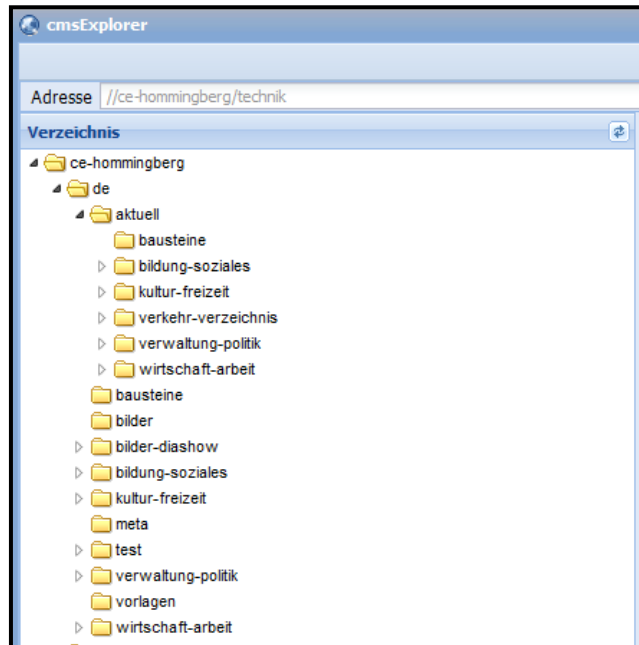 cmsExplorer
Adresse //ce-hommingberg/technik
Verzeichnis
ce-hommingberg
de
aktuell
bausteine
bildung-soziales
kultur-freizeit
verkehr-verzeichnis
verwaltung-politik
wirtschaft-arbeit
bausteine
bilder
bilder-diashow
bildung-soziales
kultur-freizeit
meta
test
verwaltung-politik
vorlagen
wirtschaft-arbeit